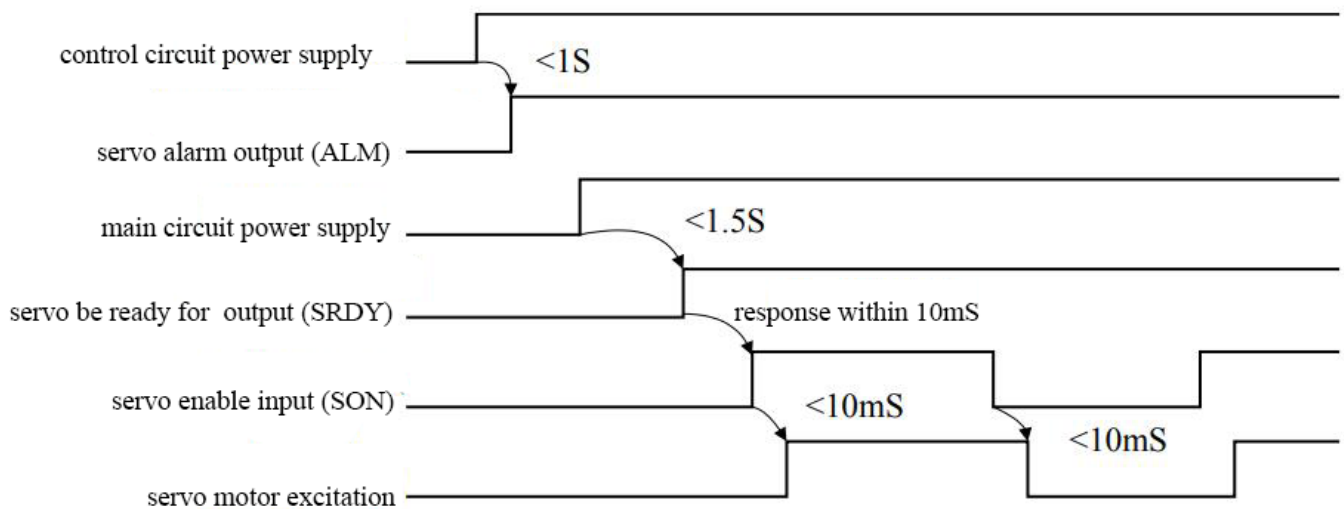 control circuit power supply
<1S
servo alarm output (ALM)
main circuit power supply
<1.5S
servo be ready for output (SRDY)
response within 10mS
servo enable input (SON)
<10mS
<10mS
servo motor excitation